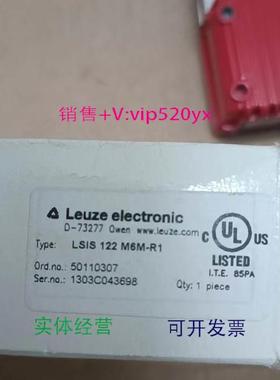 销售+V:vip520yx
Leuze electronic
D-73277 Owen www.leuze.com
Type: LSIS 122 M6M-R1
Ord.no.: 50110307
Ser.no.: 1303C043698
Qty: 1 piece
C UL US
LISTED
I.T.E. 85PA
实体经营 可开发票